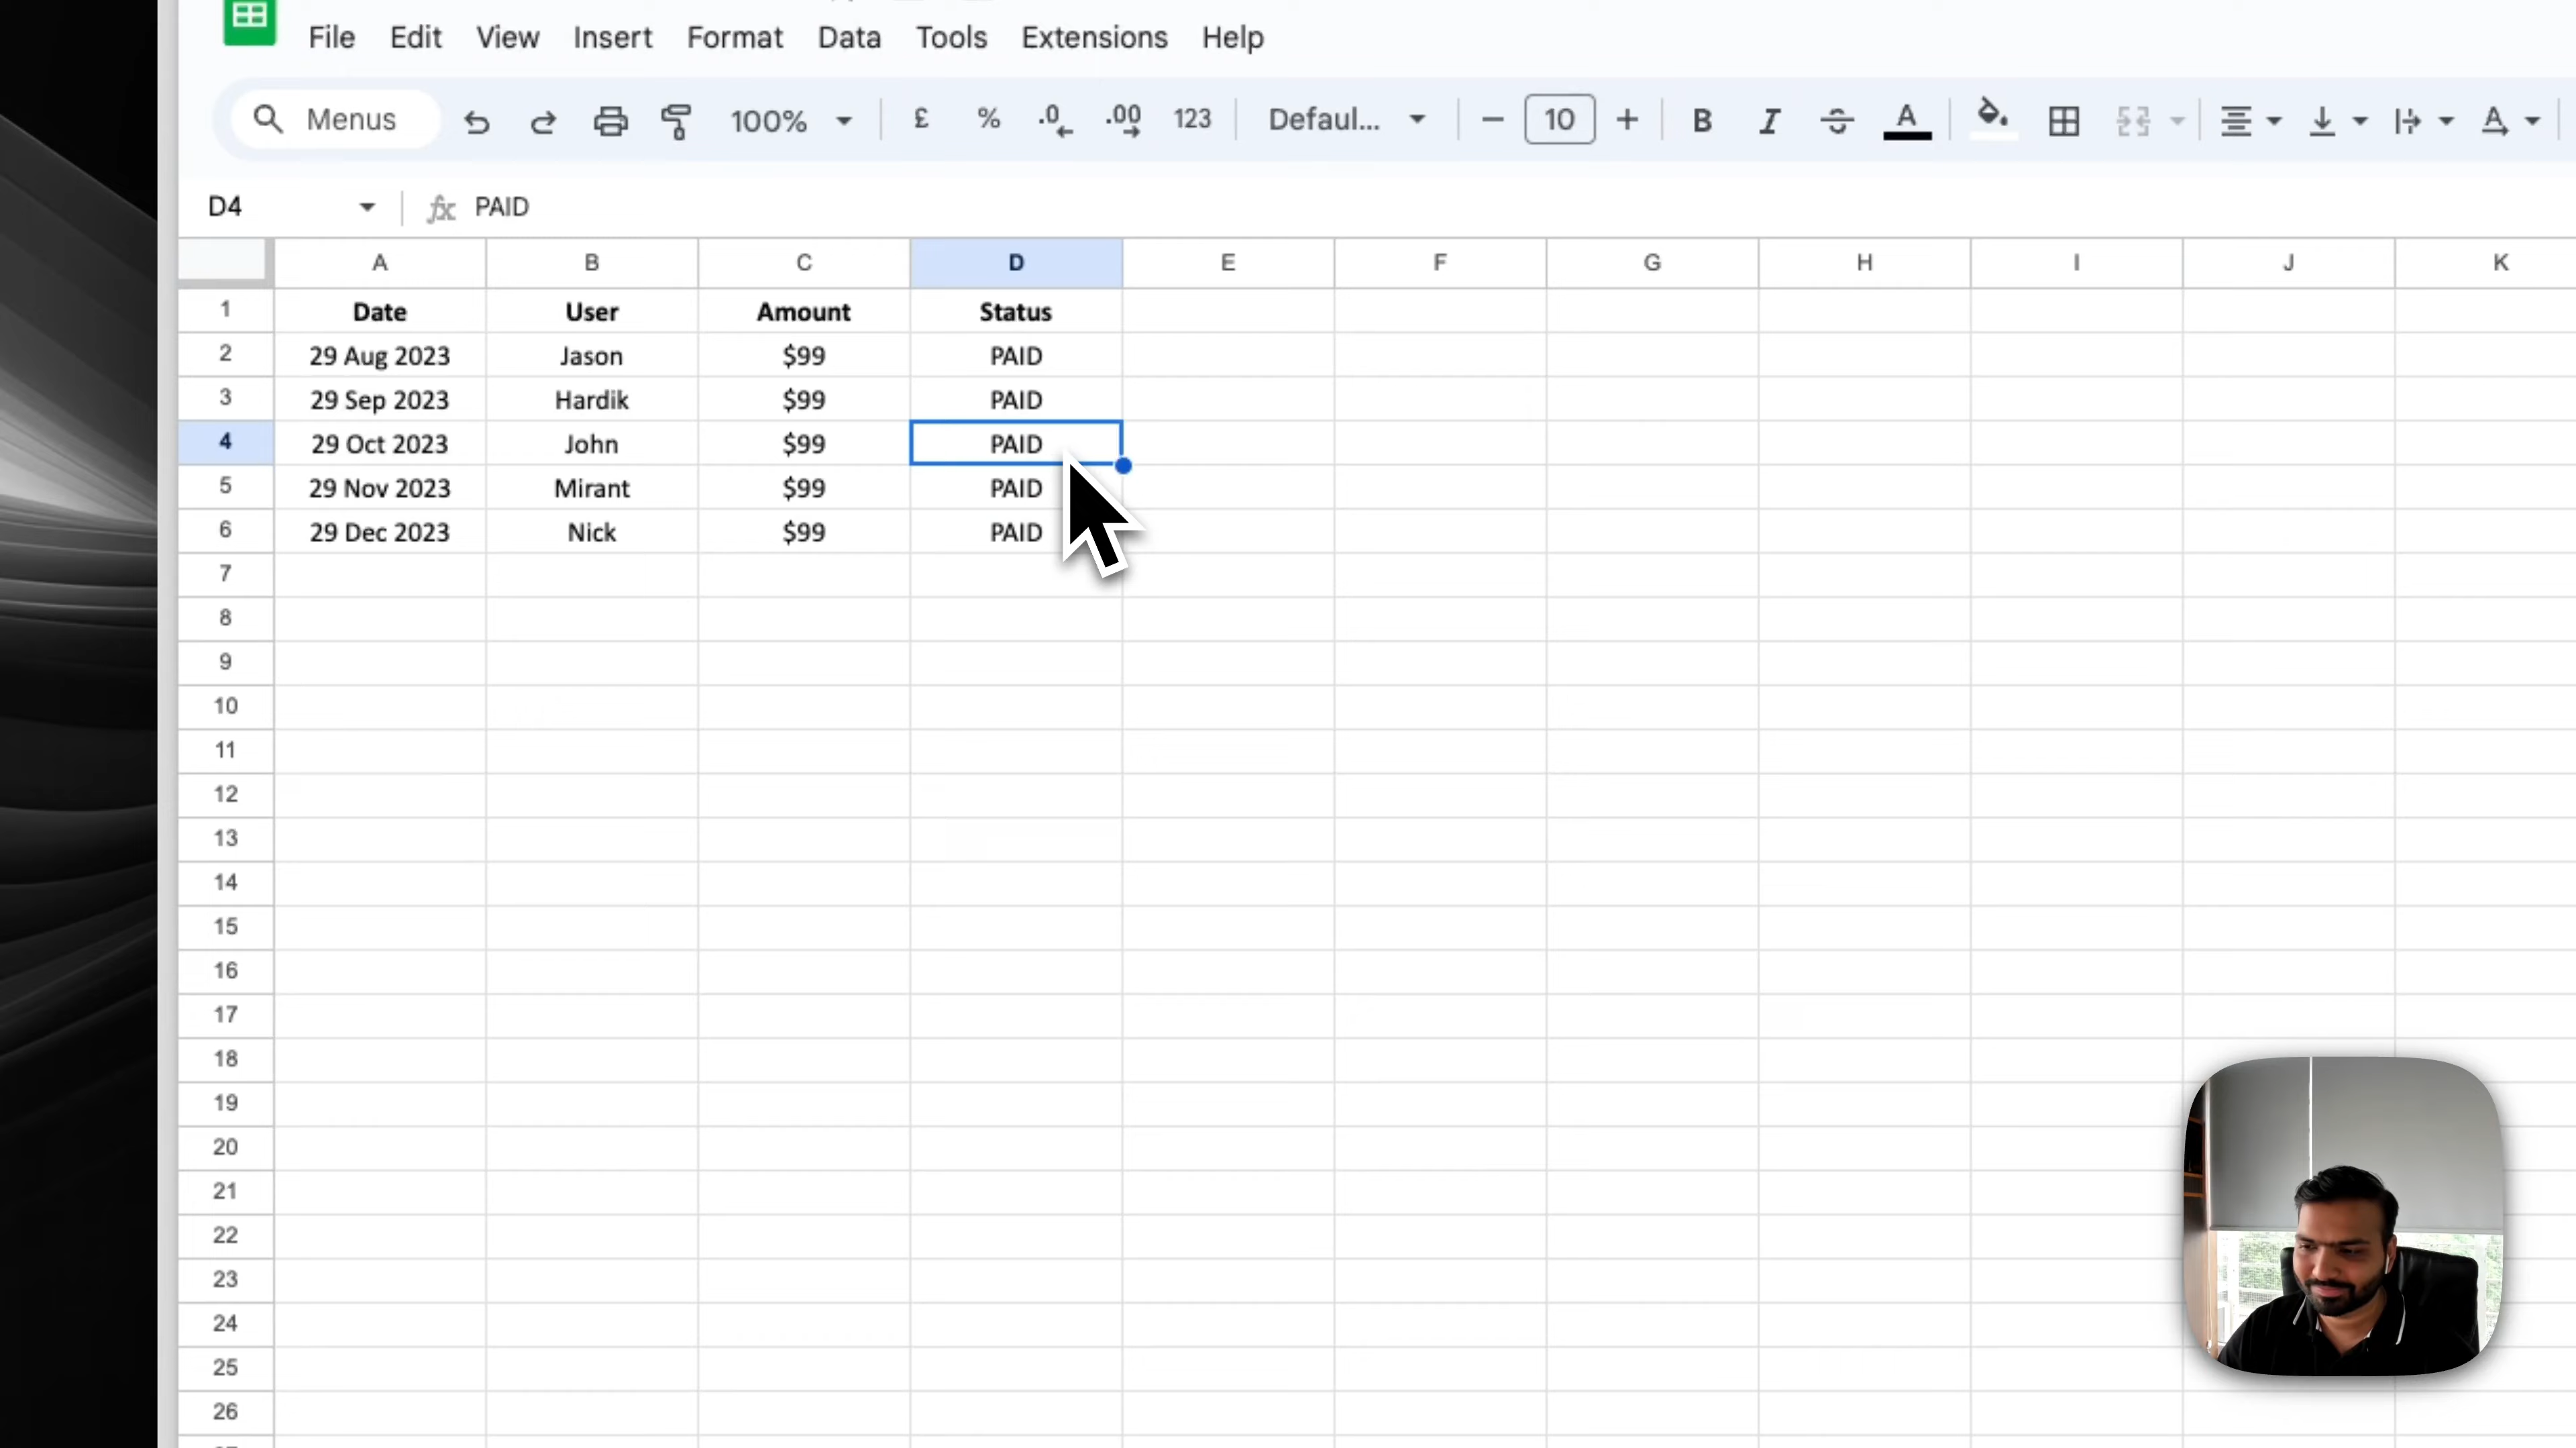 File Edit View Insert Format Data Tools Extensions Help
Menus 100% £ % .0 .00 123 Defaul... 10 B I A
D4 fx PAID
A B C D E F G H I J K
1 Date User Amount Status
2 29 Aug 2023 Jason $99 PAID
3 29 Sep 2023 Hardik $99 PAID
4 29 Oct 2023 John $99 PAID
5 29 Nov 2023 Mirant $99 PAID
6 29 Dec 2023 Nick $99 PAID
7
8
9
10
11
12
13
14
15
16
17
18
19
20
21
22
23
24
25
26